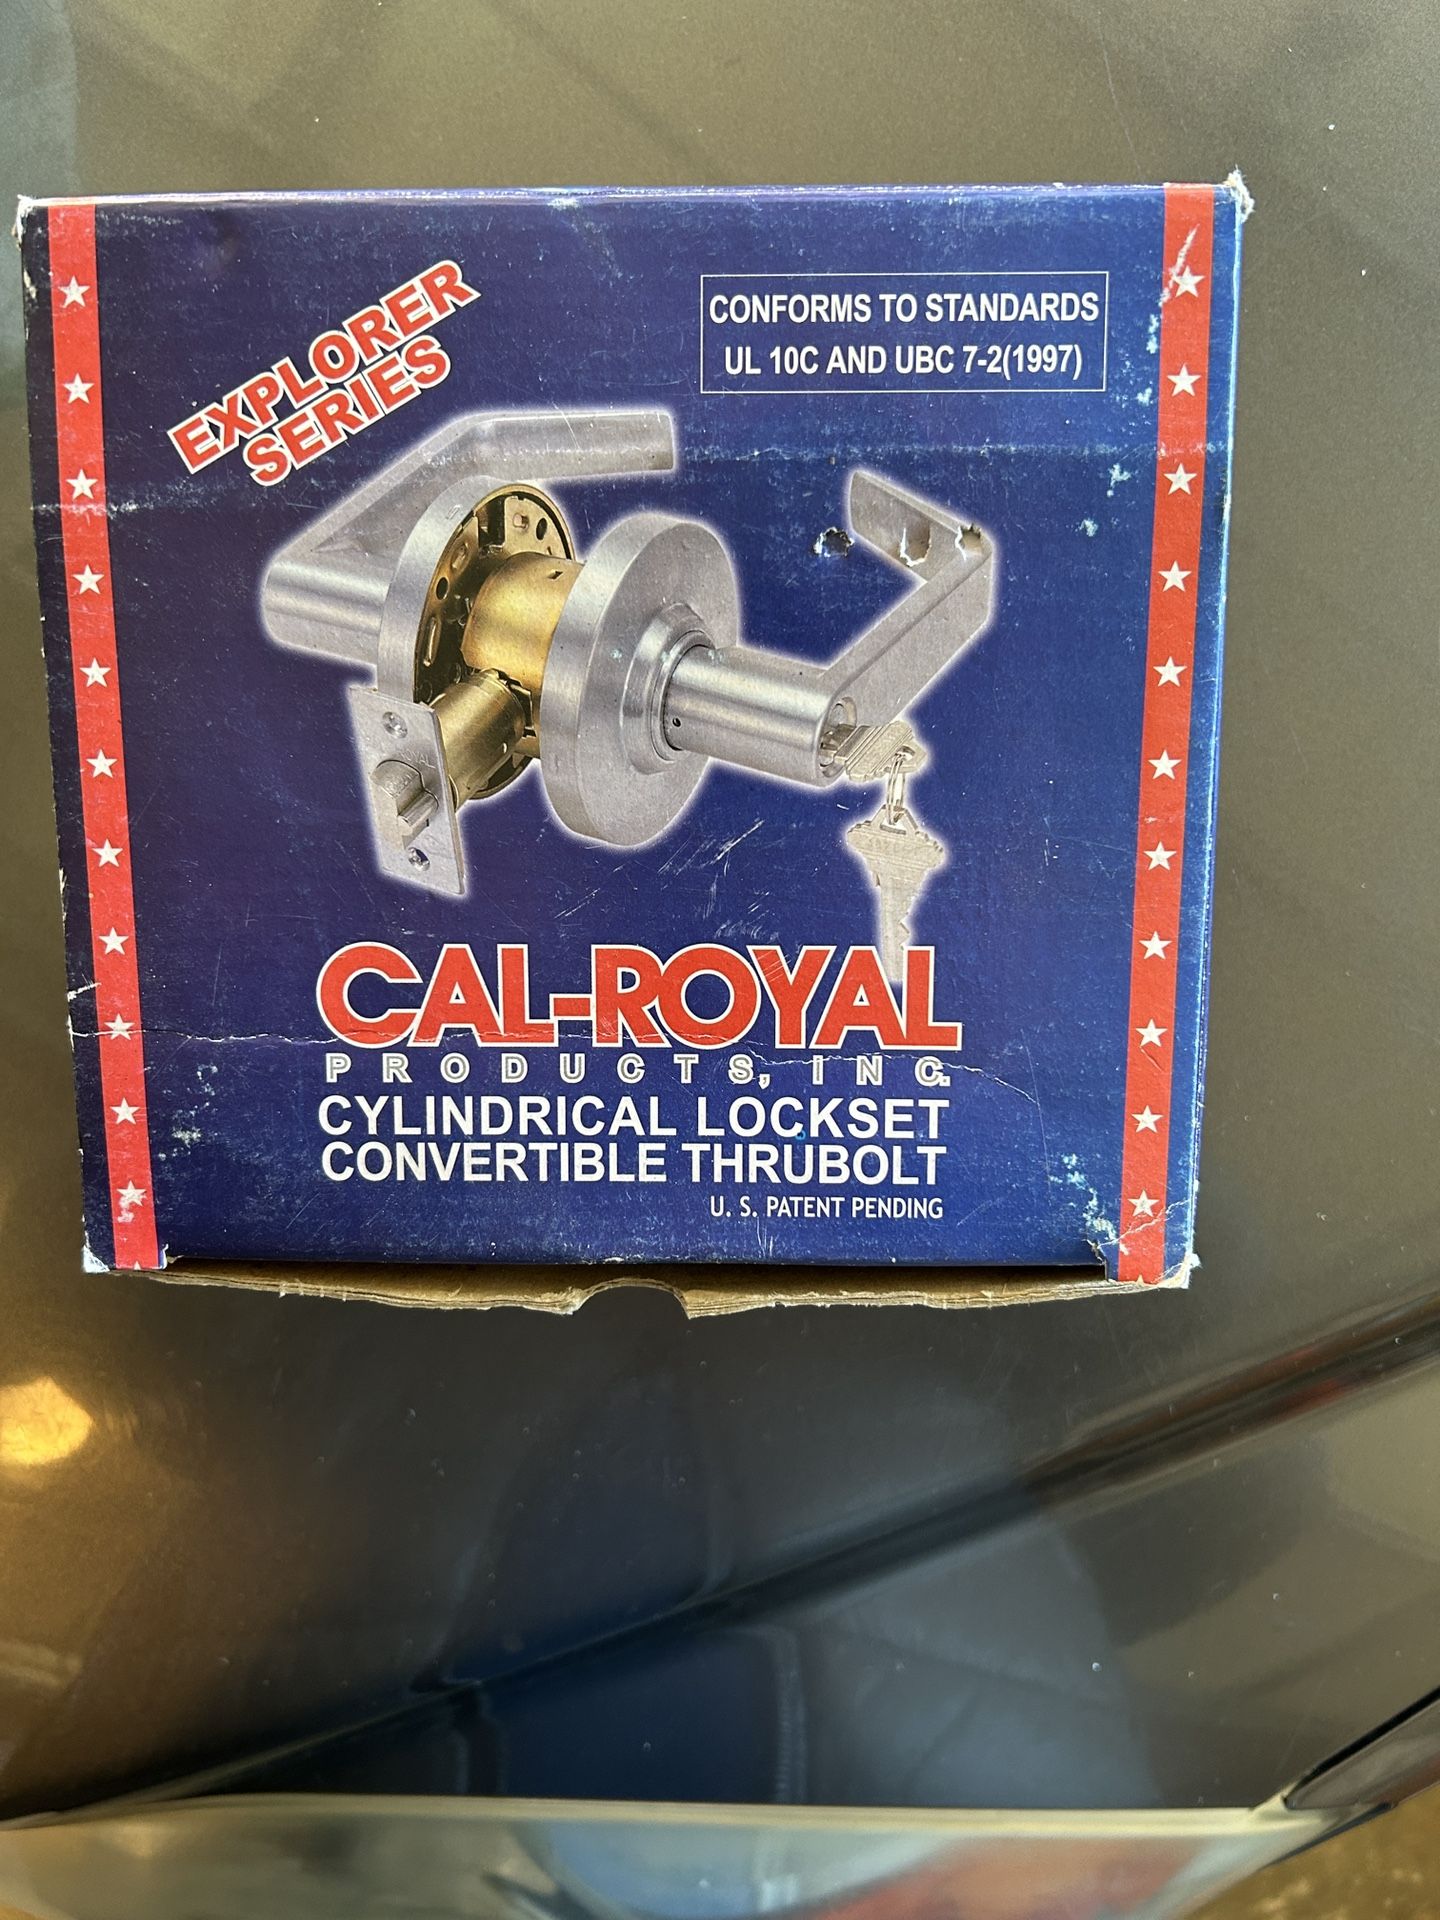 EXPLORER
SERIES
CONFORMS TO STANDARDS
UL 10C AND UBC 7-2(1997)
CAL-ROYAL
PRODUCTS, INC.
CYLINDRICAL LOCKSET
CONVERTIBLE THRUBOLT
U. S. PATENT PENDING